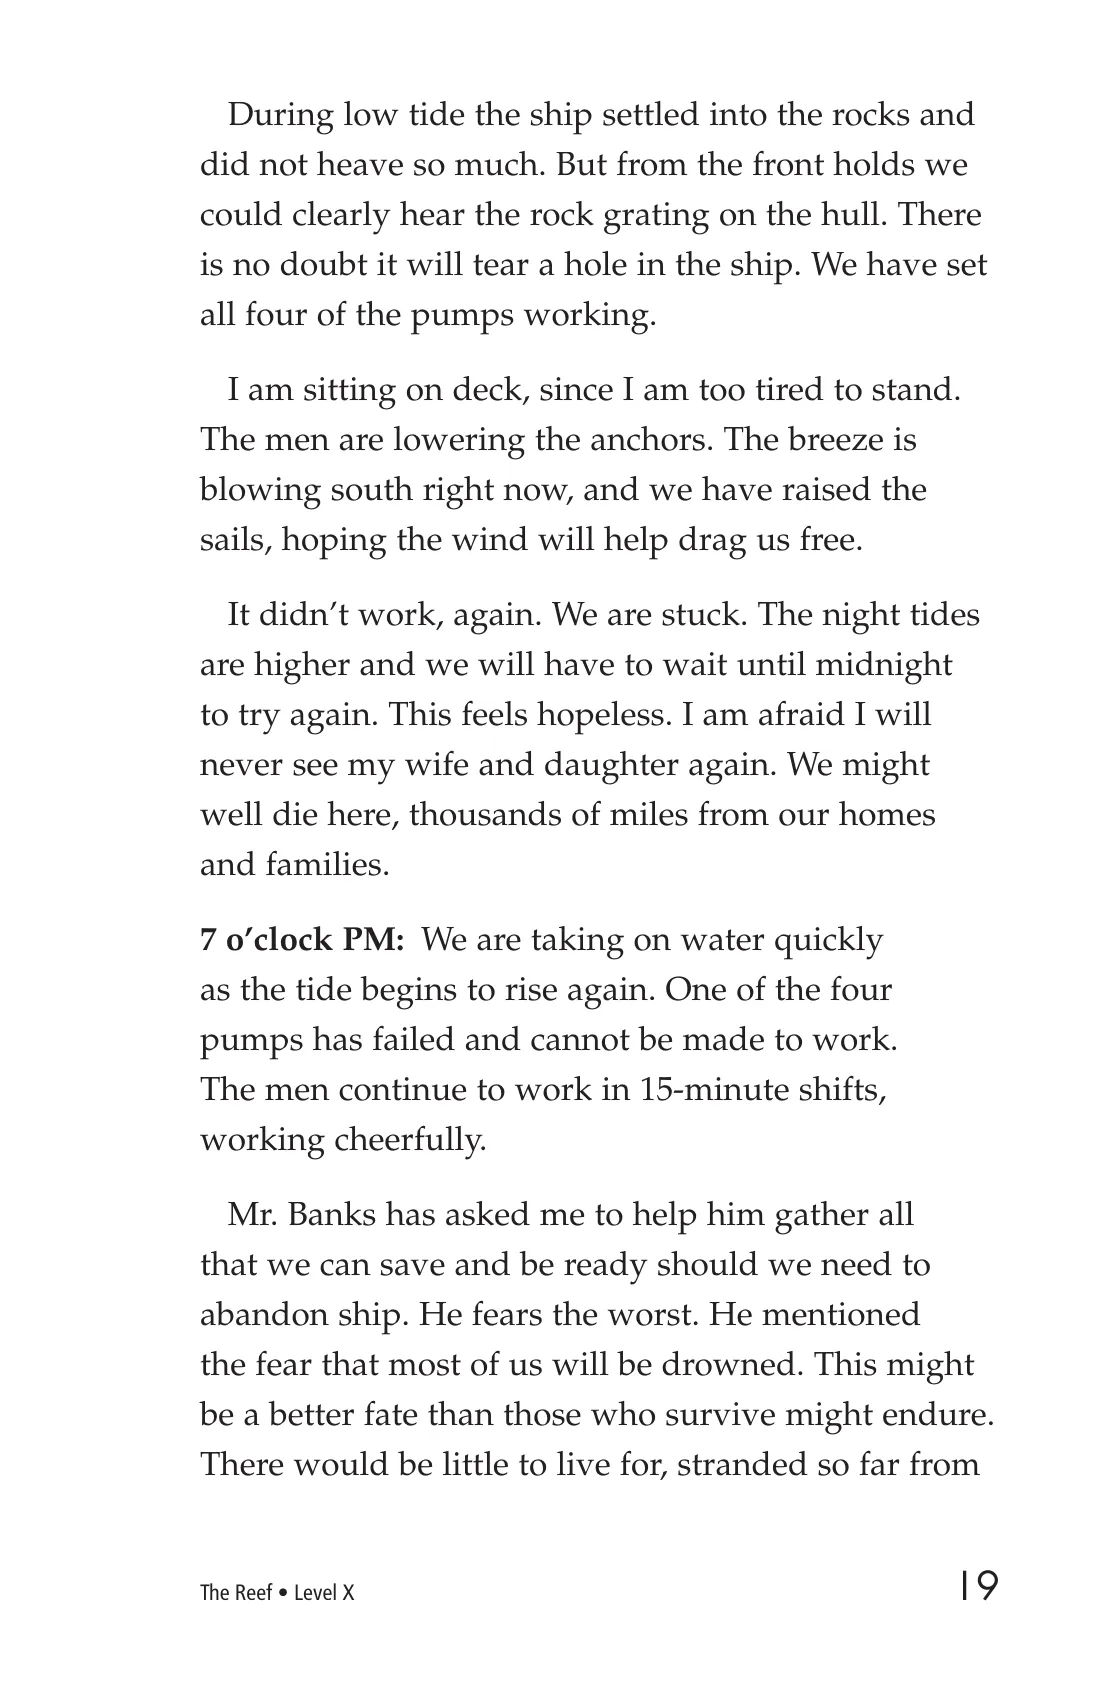 During low tide the ship settled into the rocks and
did not heave so much. But from the front holds we
could clearly hear the rock grating on the hull. There
is no doubt it will tear a hole in the ship. We have set
all four of the pumps working.
I am sitting on deck, since I am too tired to stand.
The men are lowering the anchors. The breeze is
blowing south right now, and we have raised the
sails, hoping the wind will help drag us free.
It didn’t work, again. We are stuck. The night tides
are higher and we will have to wait until midnight
to try again. This feels hopeless. I am afraid I will
never see my wife and daughter again. We might
well die here, thousands of miles from our homes
and families.
7 o’clock PM: We are taking on water quickly
as the tide begins to rise again. One of the four
pumps has failed and cannot be made to work.
The men continue to work in 15-minute shifts,
working cheerfully.
Mr. Banks has asked me to help him gather all
that we can save and be ready should we need to
abandon ship. He fears the worst. He mentioned
the fear that most of us will be drowned. This might
be a better fate than those who survive might endure.
There would be little to live for, stranded so far from
The Reef • Level X
19